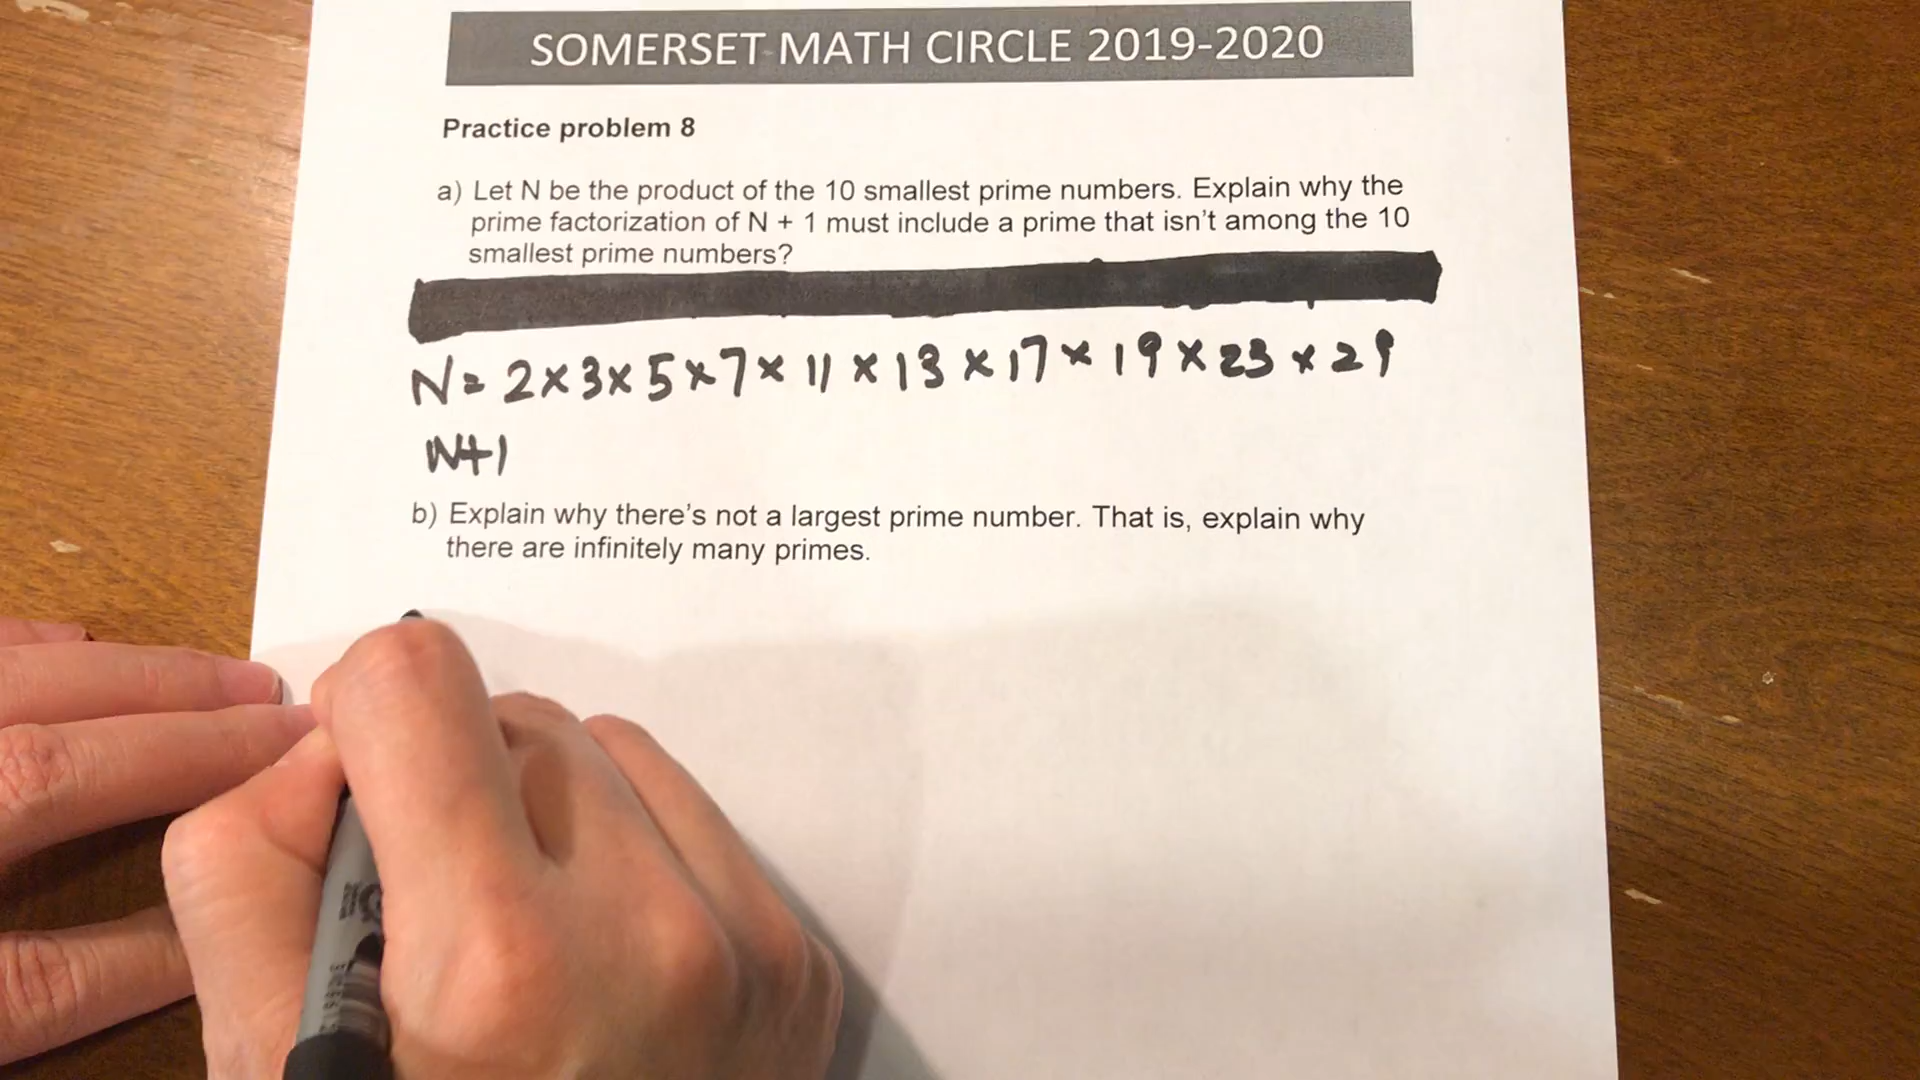 SOMERSET MATH CIRCLE 2019-2020
Practice problem 8
a) Let N be the product of the 10 smallest prime numbers. Explain why the
prime factorization of N + 1 must include a prime that isn't among the 10
smallest prime numbers?
N = 2 × 3 × 5 × 7 × 11 × 13 × 17 × 19 × 23 × 29
N+1
b) Explain why there's not a largest prime number. That is, explain why
there are infinitely many primes.